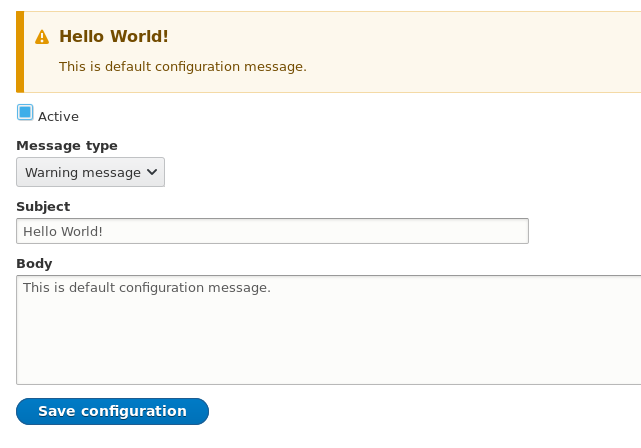 Hello World!
This is default configuration message.
Active
Message type
Warning message
Subject
Hello World!
Body
This is default configuration message.
Save configuration